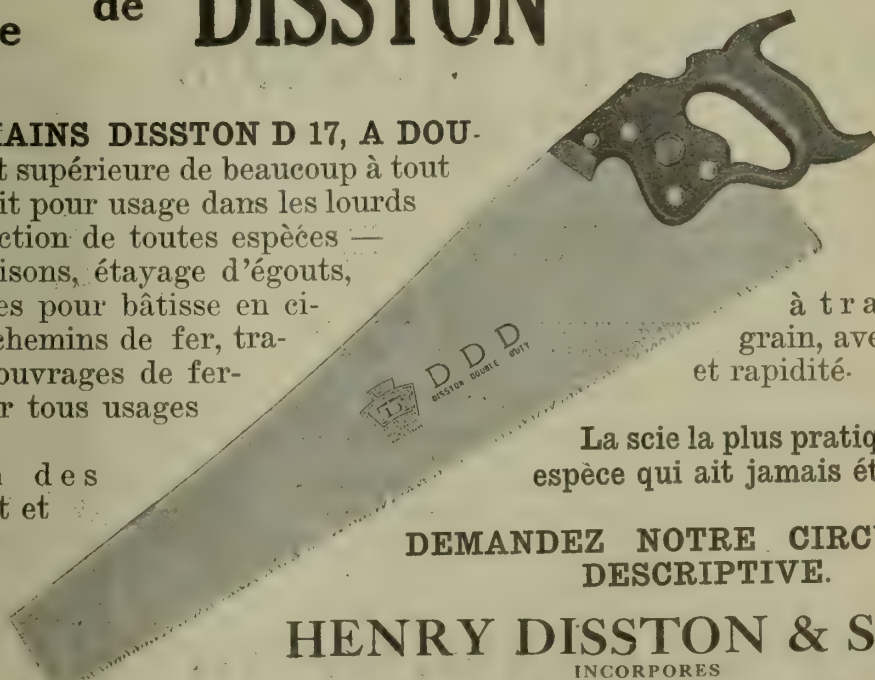 de
e
DISSTON
AINS DISSTON D 17, A DOU-
t supérieure de beaucoup à tout
it pour usage dans les lourds
ction de toutes espèces —
isons, étayage d'égouts,
es pour bâtisse en ci-
chemins de fer, tra-
ouvrages de fer-
r tous usages
des
t et
D D D
DISSTON DOUBLE DUTY
à tra
grain, ave
et rapidité.
La scie la plus pratiq
espèce qui ait jamais ét
DEMANDEZ NOTRE CIRC
DESCRIPTIVE.
HENRY DISSTON & S
INCORPORES